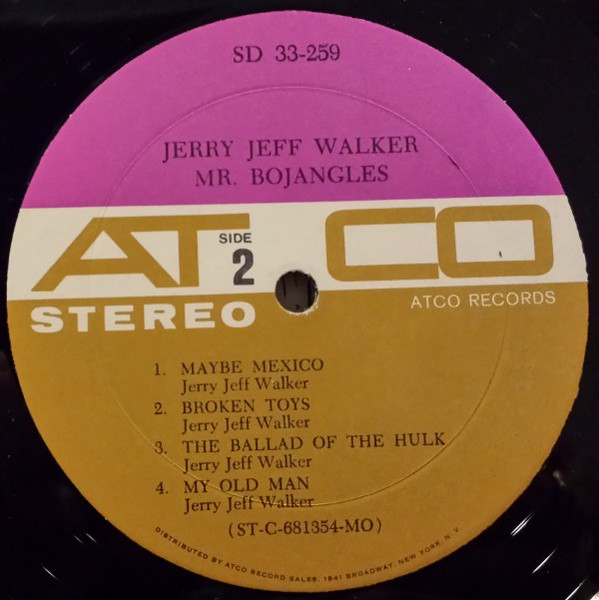 SD 33-259
JERRY JEFF WALKER
MR. BOJANGLES
ATCO
SIDE
2
STEREO
ATCO RECORDS
1. MAYBE MEXICO
Jerry Jeff Walker
2. BROKEN TOYS
Jerry Jeff Walker
3. THE BALLAD OF THE HULK
Jerry Jeff Walker
4. MY OLD MAN
Jerry Jeff Walker
(ST-C-681354-MO)
DISTRIBUTED BY ATCO RECORD SALES, 1841 BROADWAY, NEW YORK, N. Y.